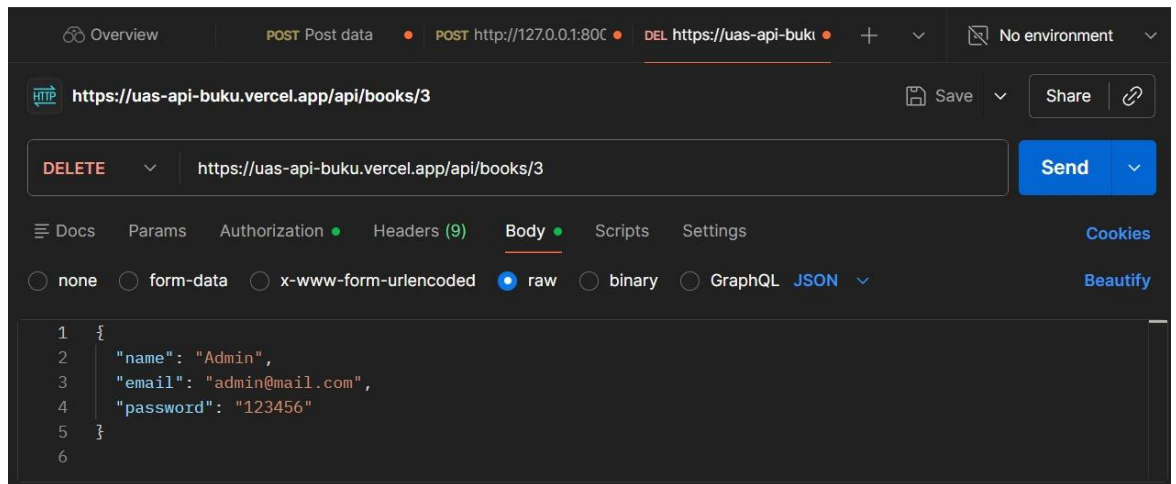 Overview POST Post data POST http://127.0.0.1:800 DEL https://uas-api-buku No environment
HTTP https://uas-api-buku.vercel.app/api/books/3 Save Share
DELETE https://uas-api-buku.vercel.app/api/books/3 Send
Docs Params Authorization Headers (9) Body Scripts Settings Cookies
none form-data x-www-form-urlencoded raw binary GraphQL JSON Beautify
1 {
2 "name": "Admin",
3 "email": "admin@mail.com",
4 "password": "123456"
5 }
6